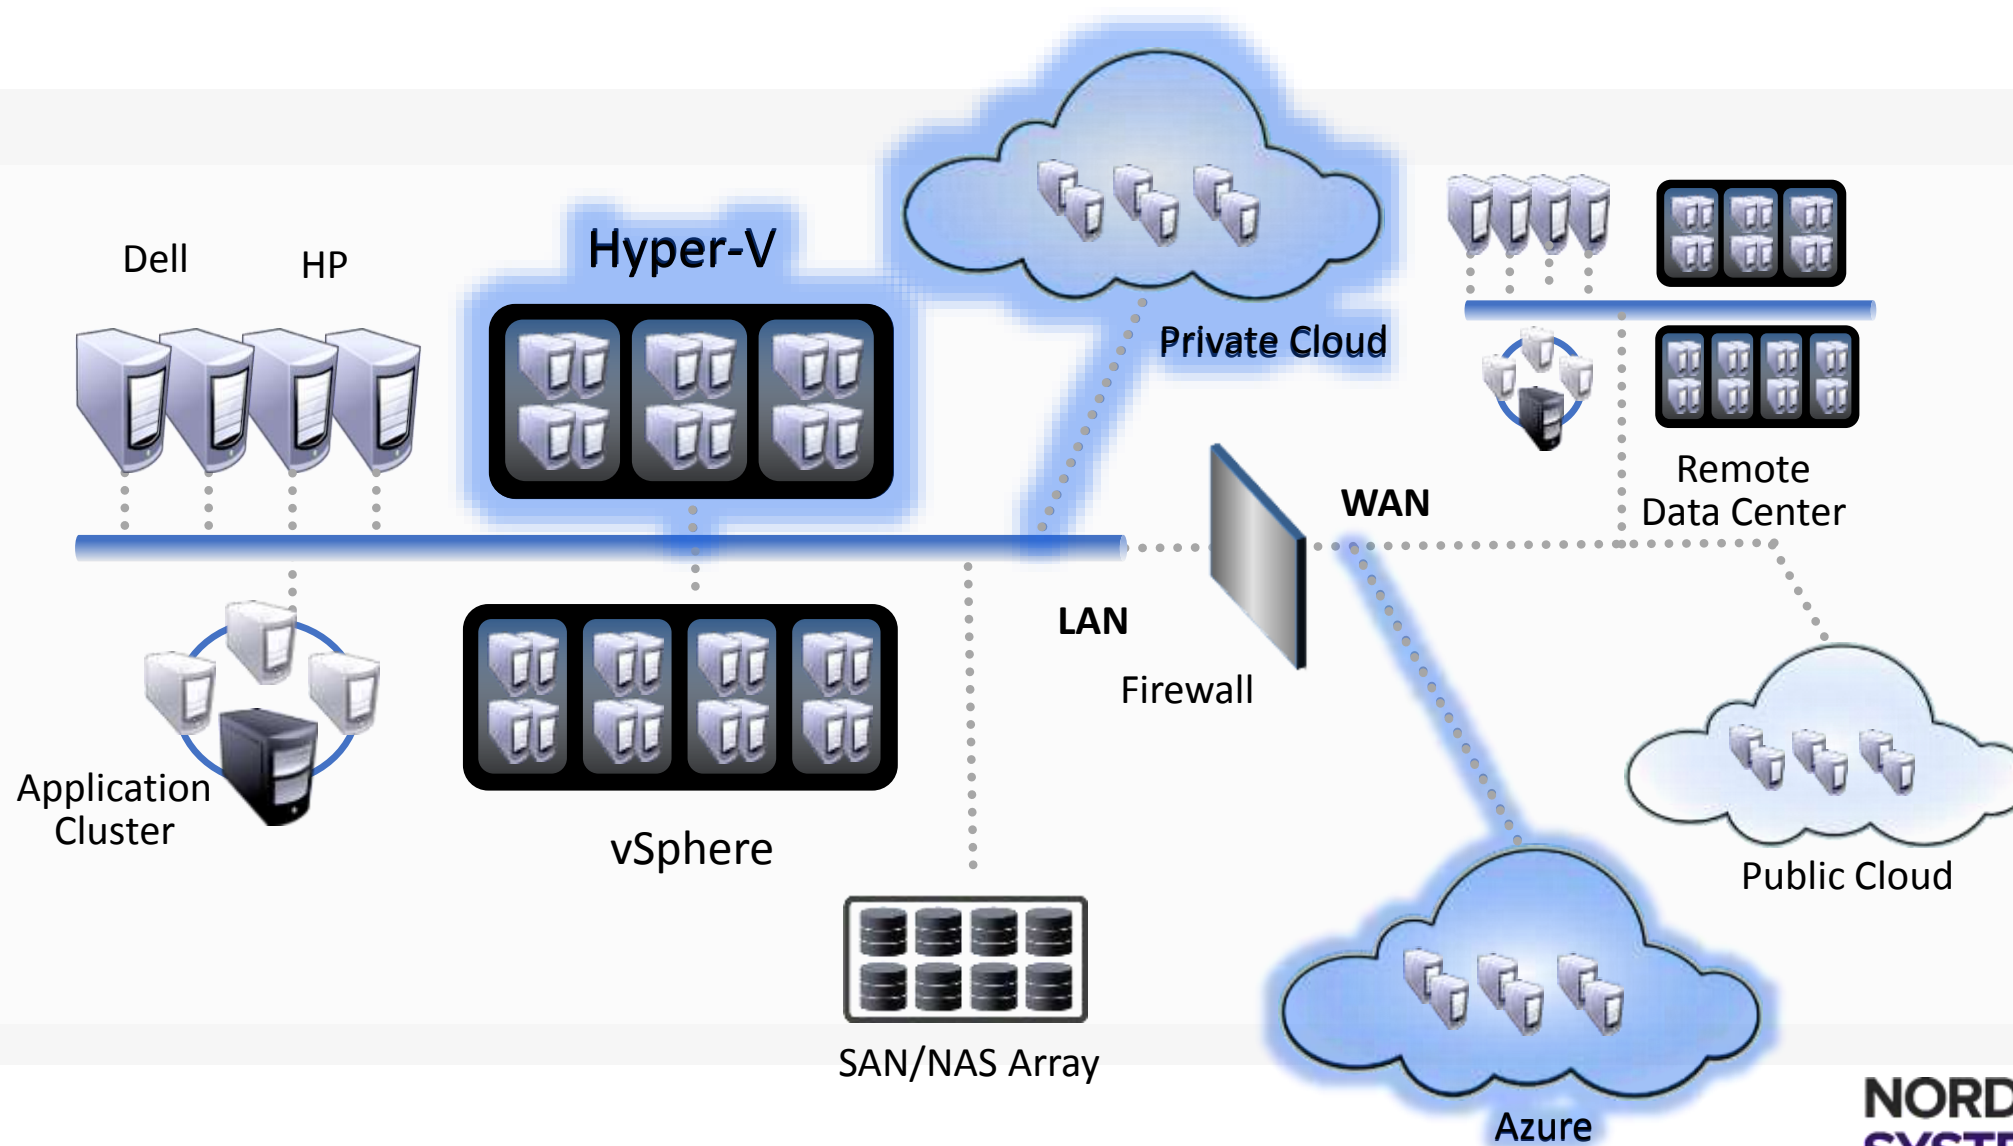 Dell
HP
Hyper-V
Private Cloud
Remote
Data Center
WAN
LAN
Firewall
Application
Cluster
vSphere
Public Cloud
SAN/NAS Array
Azure
NORD